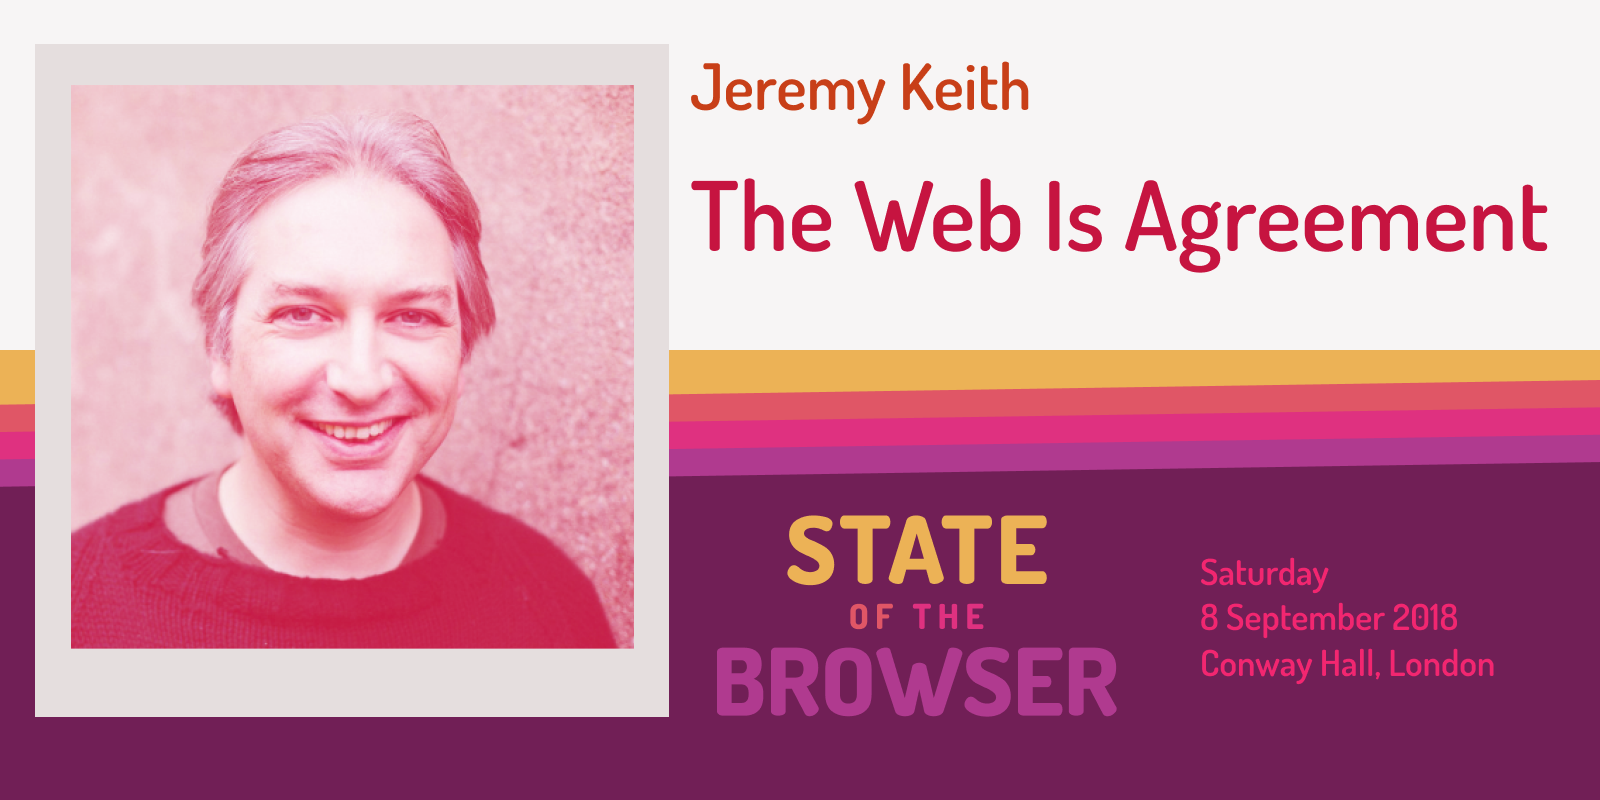 Jeremy Keith
The Web Is Agreement
STATE
OF THE
BROWSER
Saturday
8 September 2018
Conway Hall, London